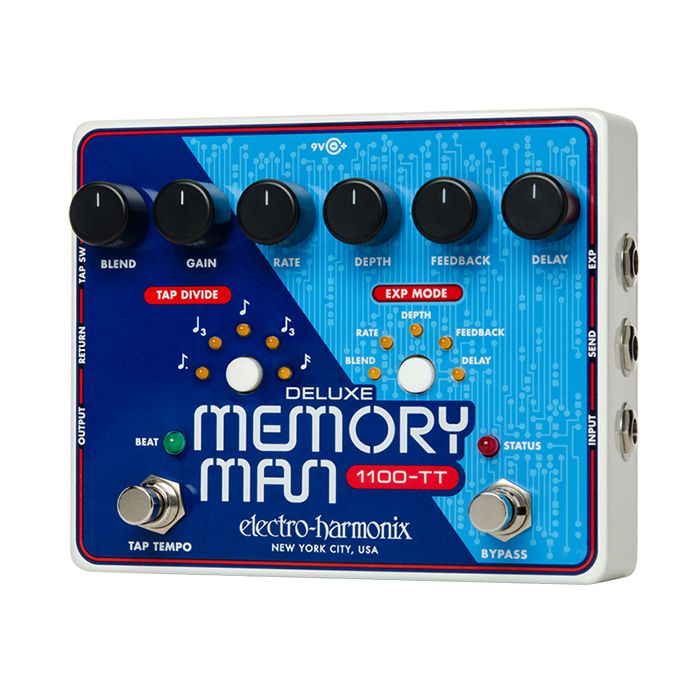 9V
BLEND
GAIN
RATE
DEPTH
FEEDBACK
DELAY
TAP SW
RETURN
OUTPUT
EXP
SEND
INPUT
TAP DIVIDE
EXP MODE
3
3
DEPTH
RATE
FEEDBACK
BLEND
DELAY
DELUXE
MEMORY
MAN
1100-TT
BEAT
STATUS
electro-harmonix
NEW YORK CITY, USA
TAP TEMPO
BYPASS